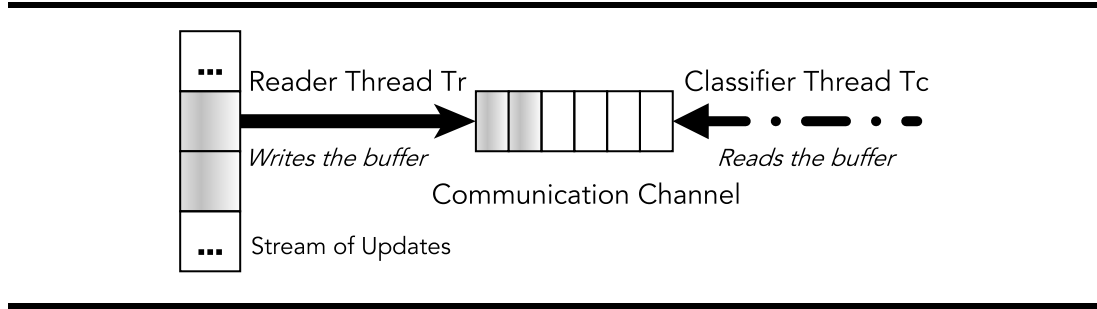 ...
Reader Thread Tr
Classifier Thread Tc
Writes the buffer
Reads the buffer
Communication Channel
...
Stream of Updates